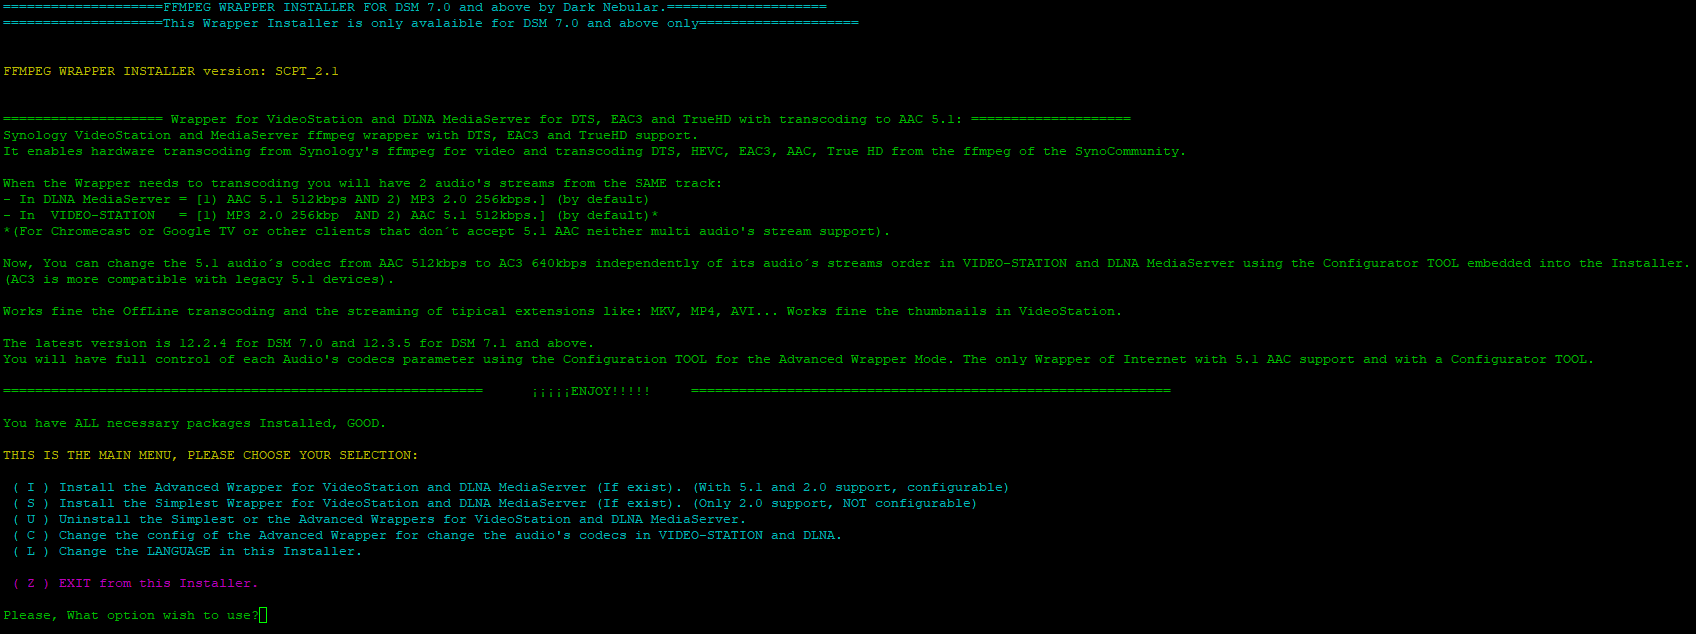 ====================FFMPEG WRAPPER INSTALLER FOR DSM 7.0 and above by Dark Nebular.====================
====================This Wrapper Installer is only avalaible for DSM 7.0 and above only====================
FFMPEG WRAPPER INSTALLER version: SCPT_2.1
==================== Wrapper for VideoStation and DLNA MediaServer for DTS, EAC3 and TrueHD with transcoding to AAC 5.1: ====================
Synology VideoStation and MediaServer ffmpeg wrapper with DTS, EAC3 and TrueHD support.
It enables hardware transcoding from Synology's ffmpeg for video and transcoding DTS, HEVC, EAC3, AAC, True HD from the ffmpeg of the SynoCommunity.
When the Wrapper needs to transcoding you will have 2 audio's streams from the SAME track:
- In DLNA MediaServer = [1) AAC 5.1 512kbps AND 2) MP3 2.0 256kbps.] (by default)
- In  VIDEO-STATION   = [1) MP3 2.0 256kbp  AND 2) AAC 5.1 512kbps.] (by default)*
*(For Chromecast or Google TV or other clients that don´t accept 5.1 AAC neither multi audio's stream support).
Now, You can change the 5.1 audio´s codec from AAC 512kbps to AC3 640kbps independently of its audio´s streams order in VIDEO-STATION and DLNA MediaServer using the Configurator TOOL embedded into the Installer.
(AC3 is more compatible with legacy 5.1 devices).
Works fine the OffLine transcoding and the streaming of tipical extensions like: MKV, MP4, AVI... Works fine the thumbnails in VideoStation.
The latest version is 12.2.4 for DSM 7.0 and 12.3.5 for DSM 7.1 and above.
You will have full control of each Audio's codecs parameter using the Configuration TOOL for the Advanced Wrapper Mode. The only Wrapper of Internet with 5.1 AAC support and with a Configurator TOOL.
============================================================      ¡¡¡¡¡ENJOY!!!!!     ============================================================
You have ALL necessary packages Installed, GOOD.
THIS IS THE MAIN MENU, PLEASE CHOOSE YOUR SELECTION:
( I ) Install the Advanced Wrapper for VideoStation and DLNA MediaServer (If exist). (With 5.1 and 2.0 support, configurable)
( S ) Install the Simplest Wrapper for VideoStation and DLNA MediaServer (If exist). (Only 2.0 support, NOT configurable)
( U ) Uninstall the Simplest or the Advanced Wrappers for VideoStation and DLNA MediaServer.
( C ) Change the config of the Advanced Wrapper for change the audio's codecs in VIDEO-STATION and DLNA.
( L ) Change the LANGUAGE in this Installer.
( Z ) EXIT from this Installer.
Please, What option wish to use?